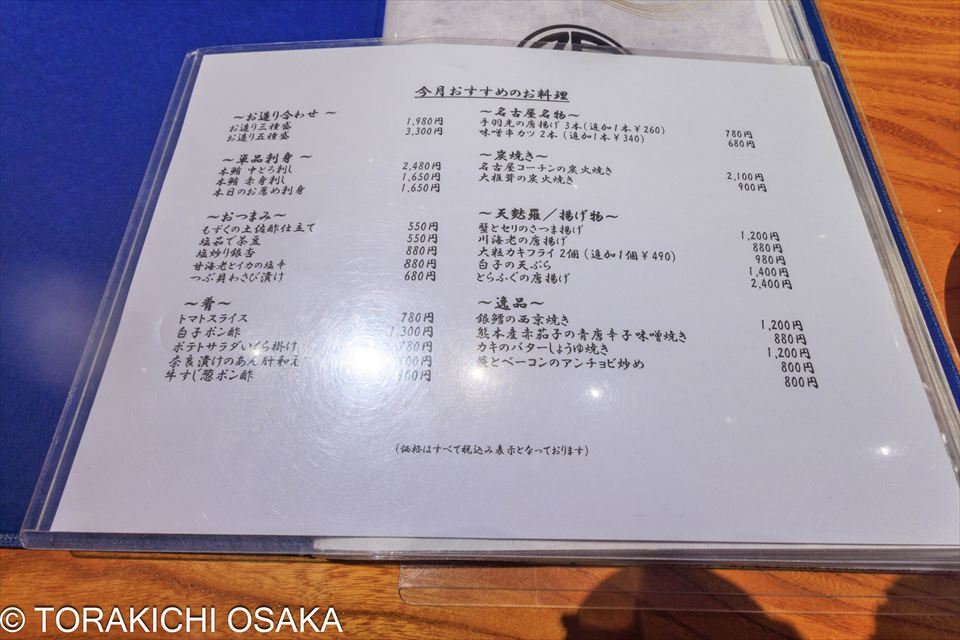 今月おすすめのお料理
～お造り合わせ～
お造り三種盛 1,980円
お造り五種盛 3,300円
～単品刺身～
本鮪 中とろ刺し 2,480円
本鮪 赤身刺し 1,650円
本日のお薦め刺身 1,650円
～おつまみ～
もずくの土佐酢仕立て 550円
塩茹で茶豆 550円
塩炒り銀杏 880円
甘海老とイカの塩辛 880円
つぶ貝わさび漬け 680円
～肴～
トマトスライス 780円
白子ポン酢 1,300円
ポテトサラダいくら掛け 780円
奈良漬けのあん肝和え 00円
牛すじ葱ポン酢 00円
～名古屋名物～
手羽先の唐揚げ 3本(追加1本¥260) 780円
味噌串カツ 2本 (追加1本¥340) 680円
～炭焼き～
名古屋コーチンの炭火焼き 2,100円
大椎茸の炭火焼き 900円
～天麩羅／揚げ物～
蟹とセリのさつま揚げ 1,200円
川海老の唐揚げ 880円
大粒カキフライ 2個 (追加1個¥490) 980円
白子の天ぷら 1,400円
とらふぐの唐揚げ 2,400円
～逸品～
銀鱈の西京焼き 1,200円
熊本産赤茄子の青唐辛子味噌焼き 880円
カキのバターしょうゆ焼き 1,200円
とベーコンのアンチョビ炒め 800円
800円
(価格はすべて税込み表示となっております)
© TORAKICHI OSAKA